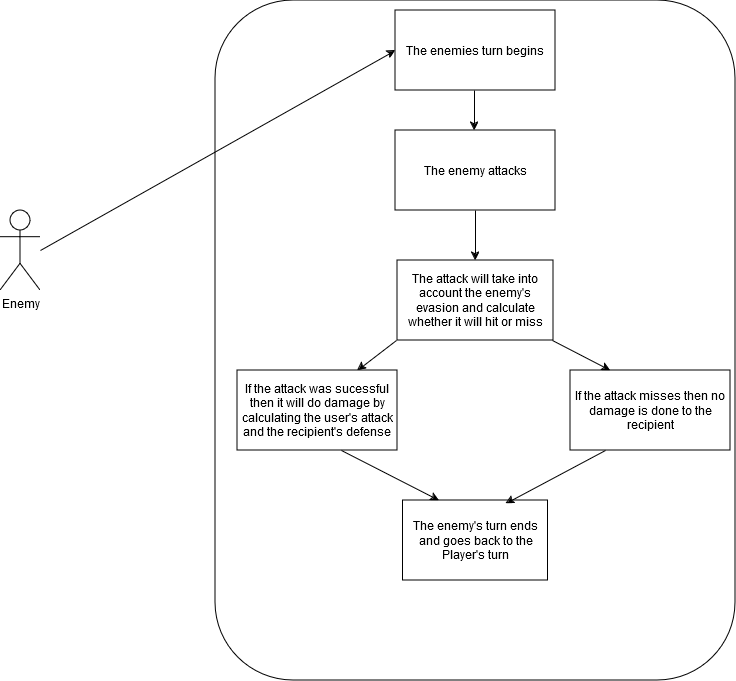 The enemies turn begins
The enemy attacks
Enemy
The attack will take into
account the enemy's
evasion and calculate
whether it will hit or miss
If the attack was sucessful
then it will do damage by
calculating the user's attack
and the recipient's defense
If the attack misses then no
damage is done to the
recipient
The enemy's turn ends
and goes back to the
Player's turn